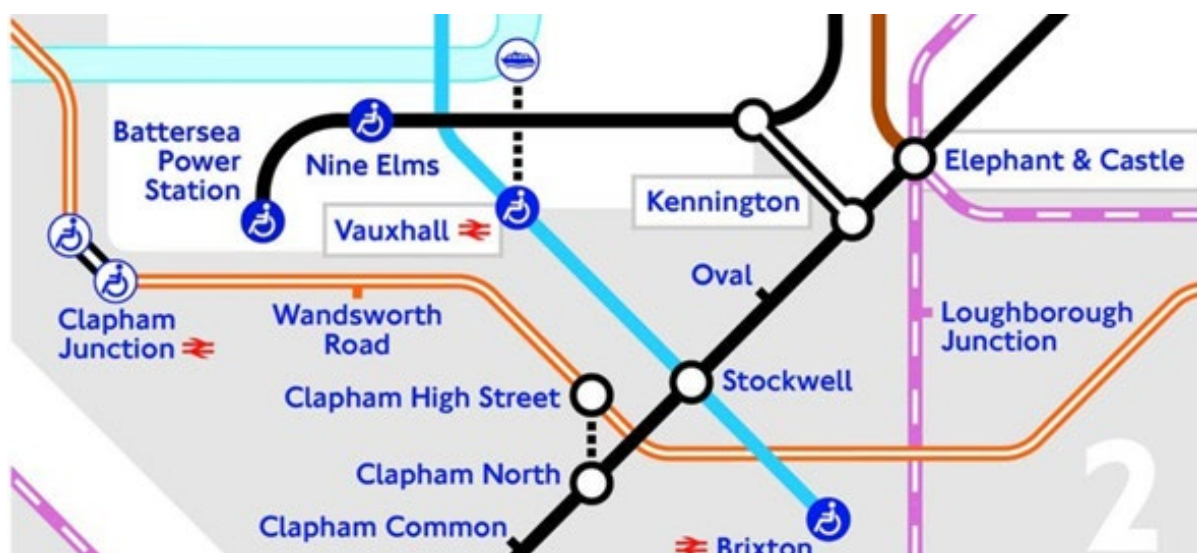 Battersea
Power
Station
Nine Elms
Vauxhall
Kennington
Elephant & Castle
Oval
Clapham
Junction
Wandsworth
Road
Loughborough
Junction
Clapham High Street
Stockwell
Clapham North
Clapham Common
Brixton
2